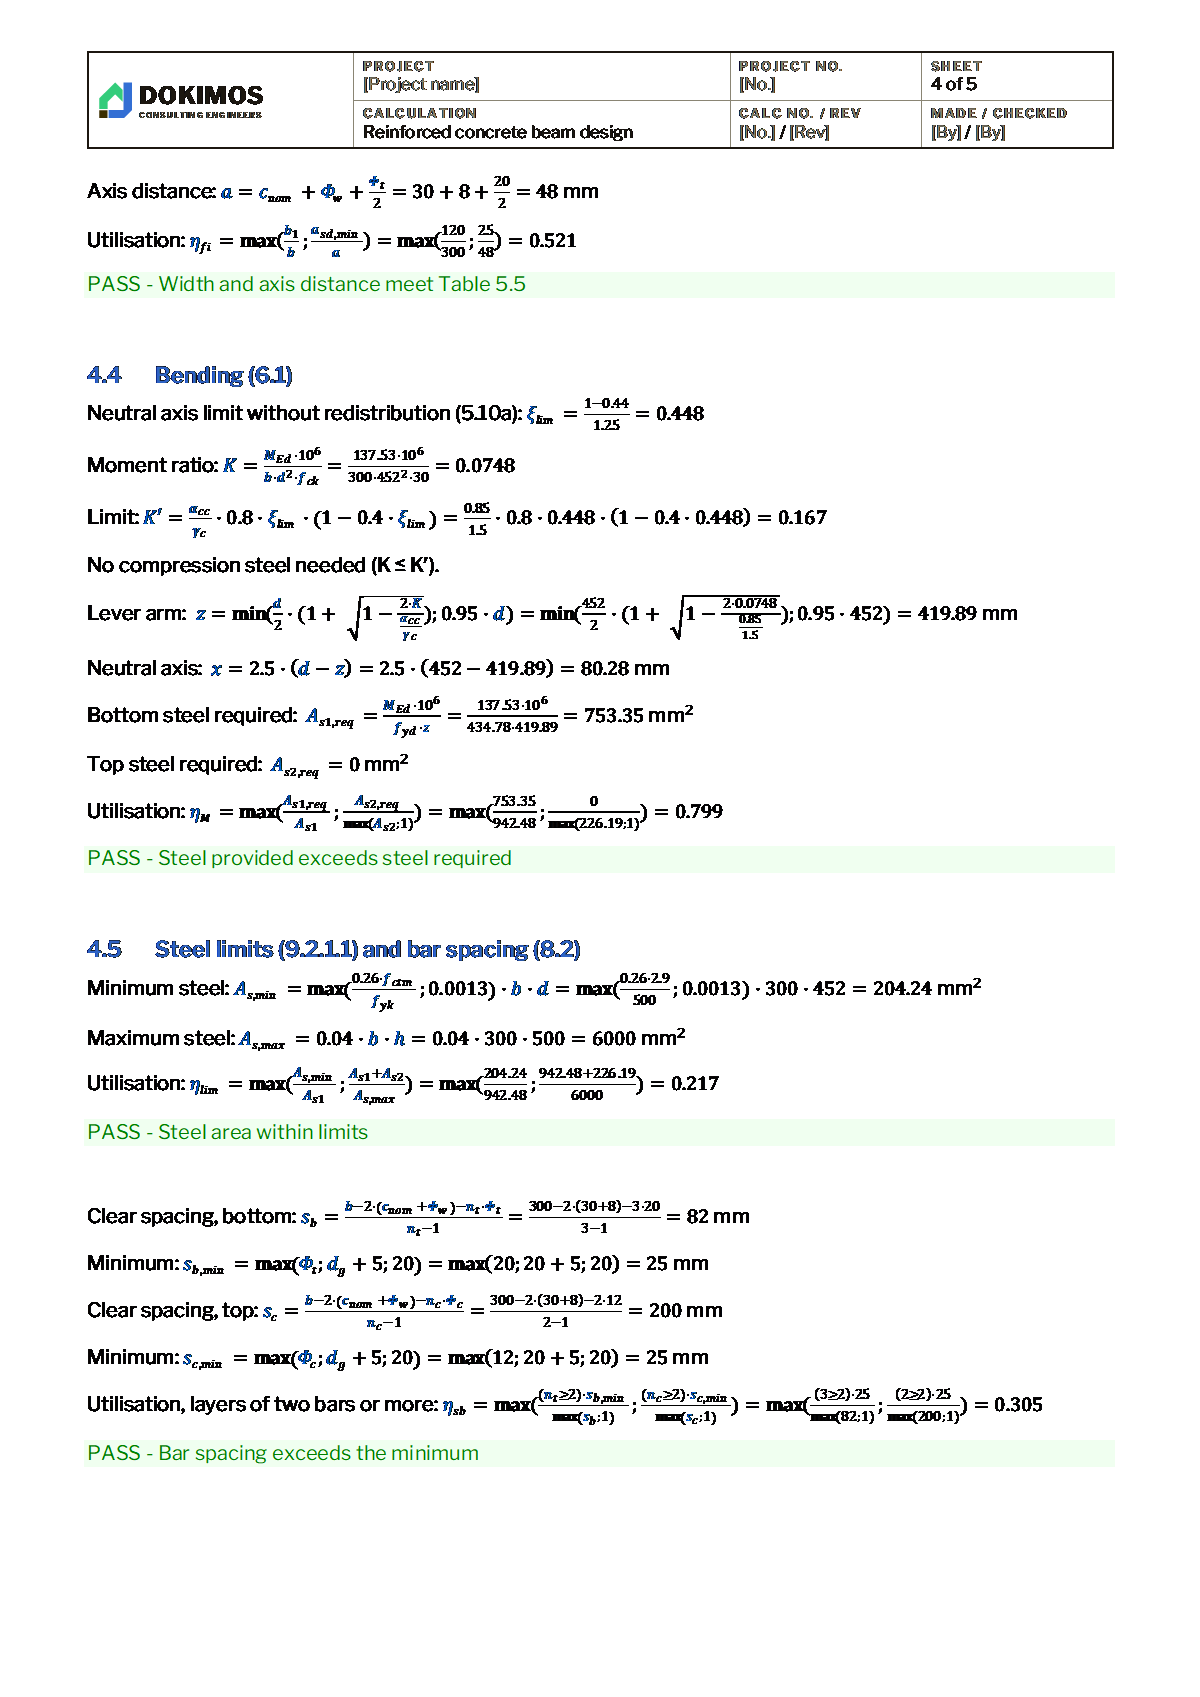 DOKIMOS
CONSULTING ENGINEERS
PROJECT
[Project name]
PROJECT NO.
[No.]
SHEET
4 of 5
CALCULATION
Reinforced concrete beam design
CALC NO. / REV
[No.] / [Rev]
MADE / CHECKED
[By] / [By]
Axis distance: a = c_nom + Φ_w + Φ_t/2 = 30 + 8 + 20/2 = 48 mm
Utilisation: η_fi = max(b_1/b ; a_sd,min/a) = max(120/300 ; 25/48) = 0.521
PASS - Width and axis distance meet Table 5.5
4.4 Bending (6.1)
Neutral axis limit without redistribution (5.10a): ξ_lim = (1−0.44)/1.25 = 0.448
Moment ratio: K = (M_Ed·10⁶)/(b·d²·f_ck) = (137.53·10⁶)/(300·452²·30) = 0.0748
Limit: K′ = α_cc/γ_c · 0.8 · ξ_lim · (1 − 0.4 · ξ_lim) = 0.85/1.5 · 0.8 · 0.448 · (1 − 0.4 · 0.448) = 0.167
No compression steel needed (K ≤ K′).
Lever arm: z = min(d/2 · (1 + √(1 − (2·K)/(α_cc/γ_c))); 0.95 · d) = min(452/2 · (1 + √(1 − (2·0.0748)/(0.85/1.5))); 0.95 · 452) = 419.89 mm
Neutral axis: x = 2.5 · (d − z) = 2.5 · (452 − 419.89) = 80.28 mm
Bottom steel required: A_s1,req = (M_Ed·10⁶)/(f_yd·z) = (137.53·10⁶)/(434.78·419.89) = 753.35 mm²
Top steel required: A_s2,req = 0 mm²
Utilisation: η_M = max(A_s1,req/A_s1 ; A_s2,req/max(A_s2;1)) = max(753.35/942.48 ; 0/max(226.19;1)) = 0.799
PASS - Steel provided exceeds steel required
4.5 Steel limits (9.2.1.1) and bar spacing (8.2)
Minimum steel: A_s,min = max((0.26·f_ctm)/f_yk ; 0.0013) · b · d = max((0.26·2.9)/500 ; 0.0013) · 300 · 452 = 204.24 mm²
Maximum steel: A_s,max = 0.04 · b · h = 0.04 · 300 · 500 = 6000 mm²
Utilisation: η_lim = max(A_s,min/A_s1 ; (A_s1+A_s2)/A_s,max) = max(204.24/942.48 ; (942.48+226.19)/6000) = 0.217
PASS - Steel area within limits
Clear spacing, bottom: s_b = (b−2·(c_nom+Φ_w)−n_t·Φ_t)/(n_t−1) = (300−2·(30+8)−3·20)/(3−1) = 82 mm
Minimum: s_b,min = max(Φ_t; d_g + 5; 20) = max(20; 20 + 5; 20) = 25 mm
Clear spacing, top: s_c = (b−2·(c_nom+Φ_w)−n_c·Φ_c)/(n_c−1) = (300−2·(30+8)−2·12)/(2−1) = 200 mm
Minimum: s_c,min = max(Φ_c; d_g + 5; 20) = max(12; 20 + 5; 20) = 25 mm
Utilisation, layers of two bars or more: η_sb = max(((n_t≥2)·s_b,min)/max(s_b;1) ; ((n_c≥2)·s_c,min)/max(s_c;1)) = max(((3≥2)·25)/max(82;1) ; ((2≥2)·25)/max(200;1)) = 0.305
PASS - Bar spacing exceeds the minimum